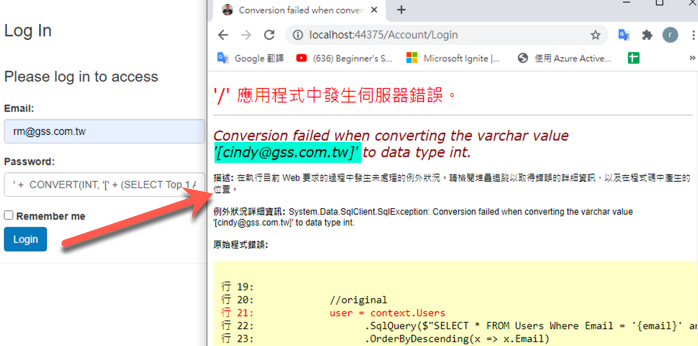 Log In
Please log in to access
Email:
rm@gss.com.tw
Password:
' + CONVERT(INT, '[' + (SELECT Top 1
Remember me
Login
Conversion failed when conver
localhost:44375/Account/Login
Google 翻譯
(636) Beginner's S
Microsoft Ignite |
使用 Azure Active...
'/' 應用程式中發生伺服器錯誤。
Conversion failed when converting the varchar value
'[cindy@gss.com.tw]' to data type int.
描述: 在執行目前 Web 要求的過程中發生未處理的例外狀況。請檢閱堆疊追蹤以取得錯誤的詳細資訊，以及在程式碼中產生的
位置。
例外狀況詳細資訊: System.Data.SqlClient.SqlException: Conversion failed when converting the varchar value
'[cindy@gss.com.tw]' to data type int.
原始程式錯誤:
行 19:
行 20: //original
行 21: user = context.Users
行 22: .SqlQuery($"SELECT * FROM Users Where Email = '{email}' an
行 23: .OrderByDescending(x => x.Email)